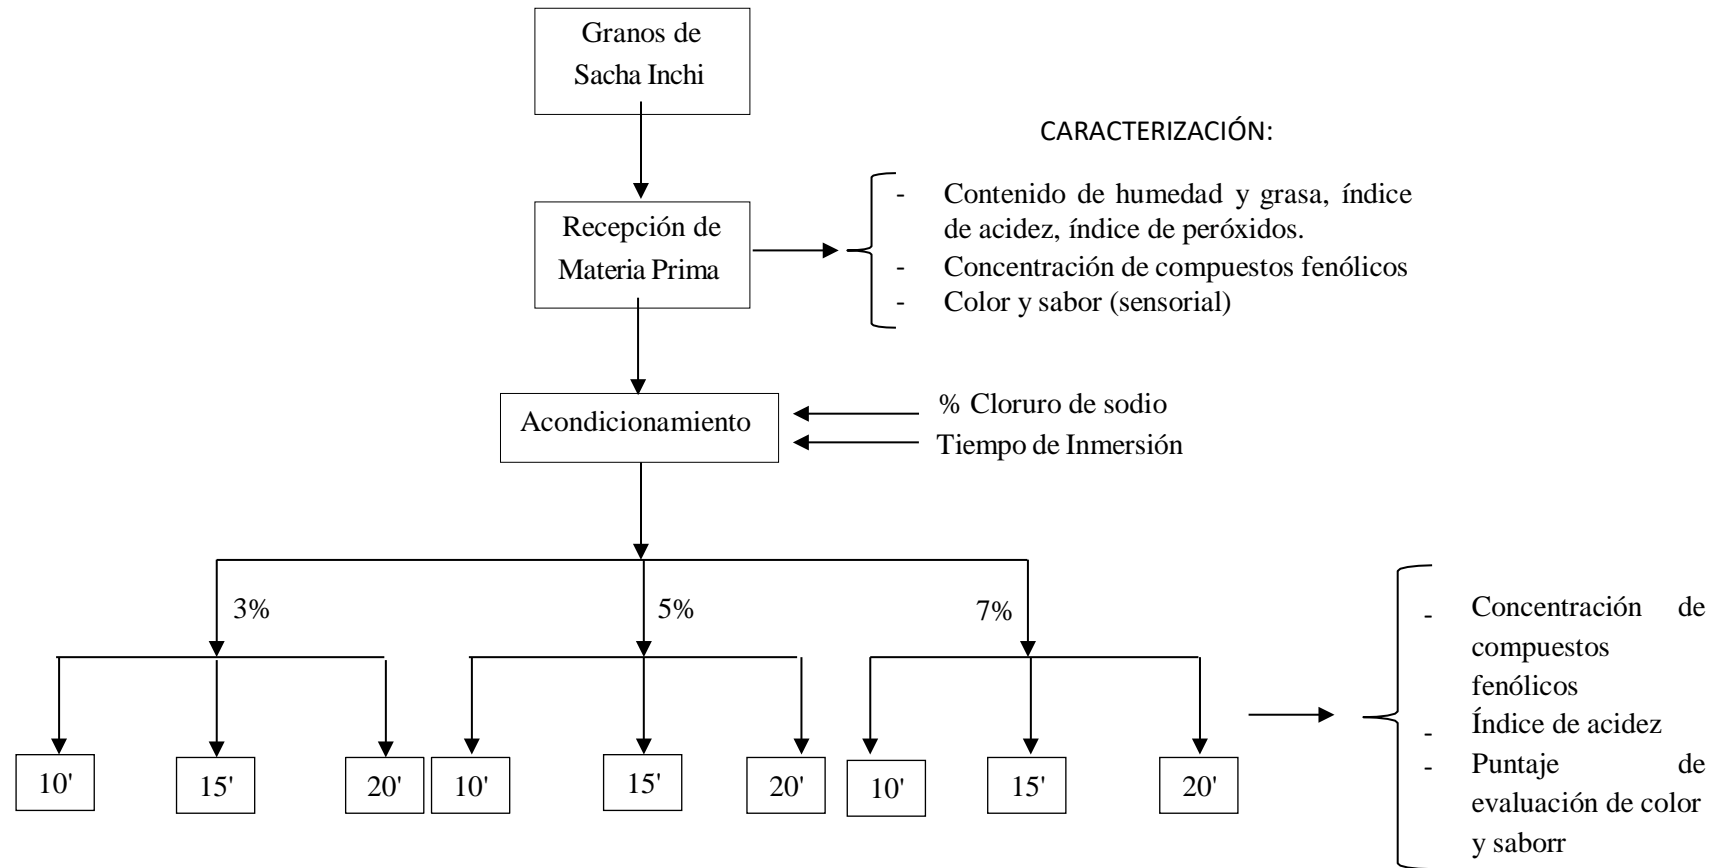 Granos de
Sacha Inchi
CARACTERIZACIÓN:
Recepción de
Materia Prima
- Contenido de humedad y grasa, índice
de acidez, índice de peróxidos.
- Concentración de compuestos fenólicos
- Color y sabor (sensorial)
Acondicionamiento
% Cloruro de sodio
Tiempo de Inmersión
3%
5%
7%
10'
15'
20'
10'
15'
20'
10'
15'
20'
- Concentración de
compuestos
fenólicos
- Índice de acidez
- Puntaje de
evaluación de color
y saborr